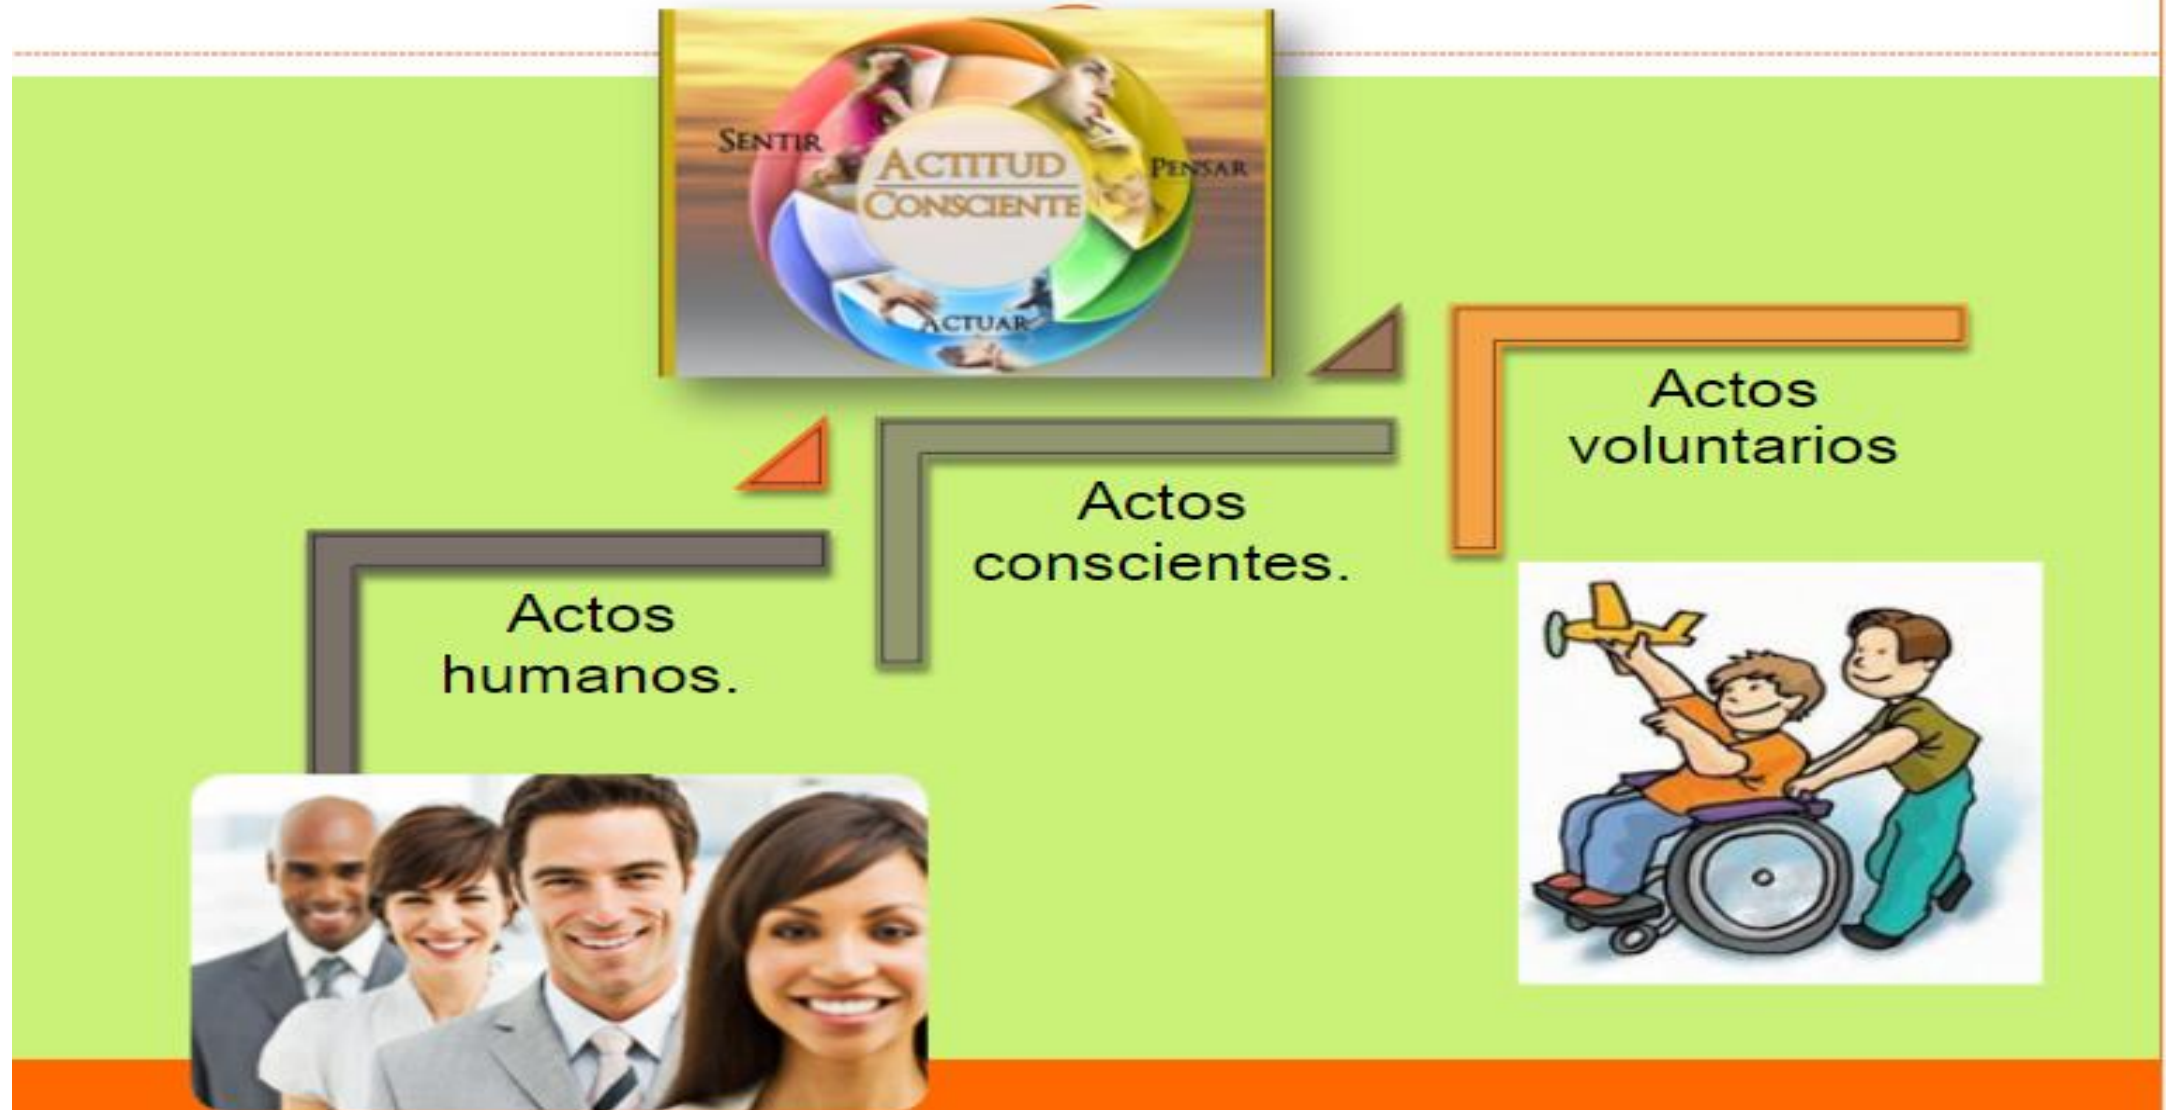 SENTIR
ACTITUD
CONSCIENTE
PENSAR
ACTUAR
Actos
humanos.
Actos
conscientes.
Actos
voluntarios